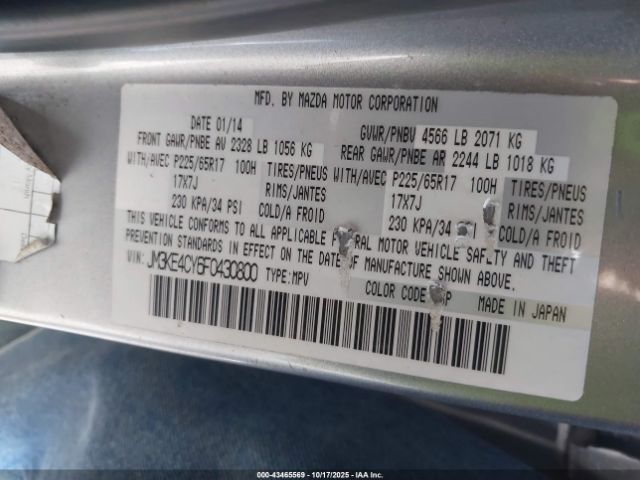 MFD. BY MAZDA MOTOR CORPORATION
DATE 01/14 GVWR/PNBV 4566 LB 2071 KG
FRONT GAWR/PNBE AV 2328 LB 1056 KG REAR GAWR/PNBE AR 2244 LB 1018 KG
WITH/AVEC P225/65R17 100H TIRES/PNEUS WITH/AVEC P225/65R17 100H TIRES/PNEUS
17X7J RIMS/JANTES 17X7J RIMS/JANTES
230 KPA/34 PSI COLD/A FROID 230 KPA/34 COLD/A FROID
THIS VEHICLE CONFORMS TO ALL APPLICABLE MOTOR VEHICLE SAFETY AND THEFT
PREVENTION STANDARDS IN EFFECT ON THE DATE OF MANUFACTURE SHOWN ABOVE.
VIN: JM3KE4CY6F0430800 TYPE: MPV
COLOR CODE: MADE IN JAPAN
000-43465569 - 10/17/2025 - IAAI.COM